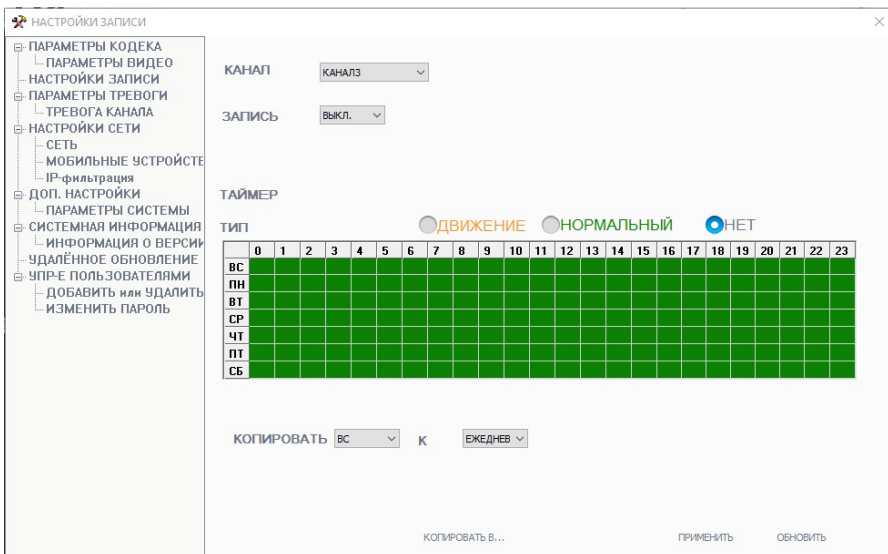 НАСТРОЙКИ ЗАПИСИ
ПАРАМЕТРЫ КОДЕКА
ПАРАМЕТРЫ ВИДЕО
НАСТРОЙКИ ЗАПИСИ
ПАРАМЕТРЫ ТРЕВОГИ
ТРЕВОГА КАНАЛА
НАСТРОЙКИ СЕТИ
СЕТЬ
МОБИЛЬНЫЕ УСТРОЙСТЕ
IP-фильтрация
ДОП. НАСТРОЙКИ
ПАРАМЕТРЫ СИСТЕМЫ
СИСТЕМНАЯ ИНФОРМАЦИЯ
ИНФОРМАЦИЯ О ВЕРСИИ
УДАЛЁННОЕ ОБНОВЛЕНИЕ
УПР-Е ПОЛЬЗОВАТЕЛЯМИ
ДОБАВИТЬ или УДАЛИТЬ
ИЗМЕНИТЬ ПАРОЛЬ
КАНАЛ КАНАЛ3
ЗАПИСЬ ВЫКЛ.
ТАЙМЕР
ТИП ДВИЖЕНИЕ НОРМАЛЬНЫЙ НЕТ
0 1 2 3 4 5 6 7 8 9 10 11 12 13 14 15 16 17 18 19 20 21 22 23
ВС
ПН
ВТ
СР
ЧТ
ПТ
СБ
КОПИРОВАТЬ ВС К ЕЖЕДНЕВ
КОПИРОВАТЬ В... ПРИМЕНИТЬ ОБНОВИТЬ